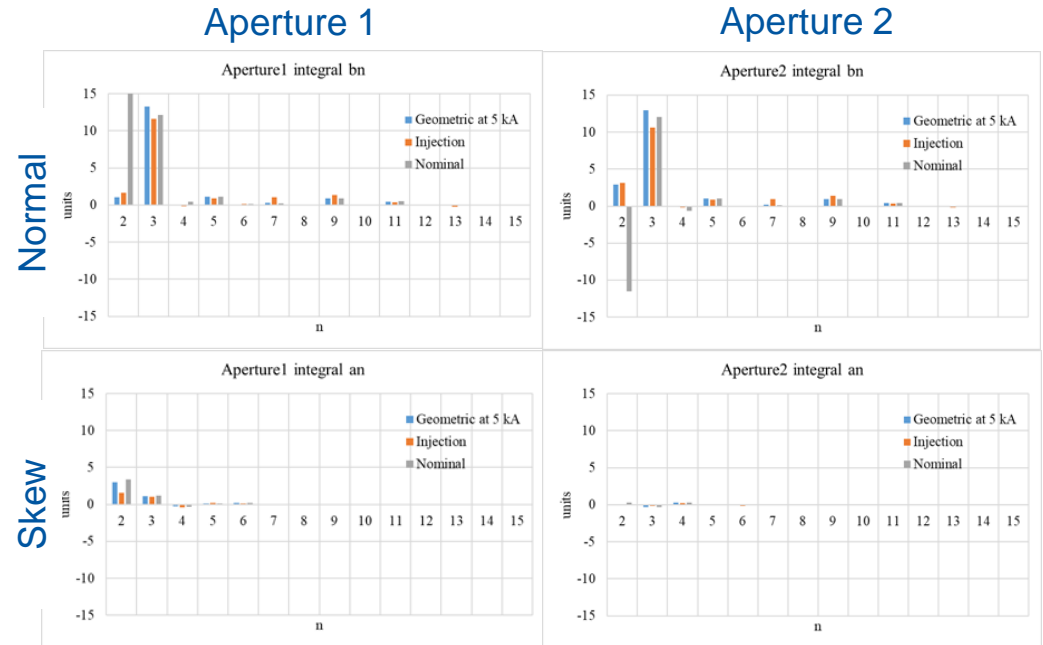 Aperture 1
Aperture 2
Normal
Aperture1 integral bn
15
10
5
0
-5
-10
-15
units
2 3 4 5 6 7 8 9 10 11 12 13 14 15
n
Geometric at 5 kA
Injection
Nominal
Aperture2 integral bn
15
10
5
0
-5
-10
-15
units
2 3 4 5 6 7 8 9 10 11 12 13 14 15
n
Geometric at 5 kA
Injection
Nominal
Skew
Aperture1 integral an
15
10
5
0
-5
-10
-15
units
2 3 4 5 6 7 8 9 10 11 12 13 14 15
n
Geometric at 5 kA
Injection
Nominal
Aperture2 integral an
15
10
5
0
-5
-10
-15
units
2 3 4 5 6 7 8 9 10 11 12 13 14 15
n
Geometric at 5 kA
Injection
Nominal